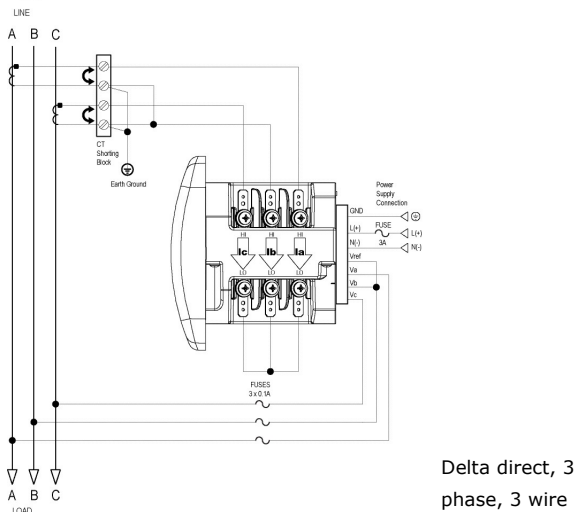 LINE
A B C
CT
Shorting
Block
Earth Ground
Power
Supply
Connection
GND
FUSE
L(+)
L(+)
3A
N(-)
N(-)
Vref
Va
Vb
Vc
HI HI HI
Ic Ib Ia
LO LO LO
FUSES
3 x 0.1A
Delta direct, 3
phase, 3 wire
A B C
LOAD